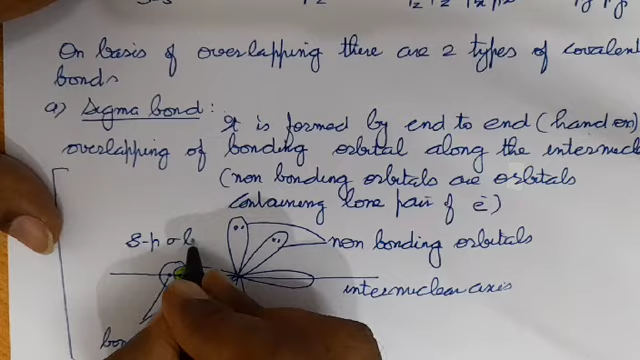 On basis of overlapping there are 2 types of covalent
bonds
a) Sigma bond: It is formed by end to end (hand on)
overlapping of bonding orbital along the internucl
(non bonding orbitals are orbitals
containing lone pair of ē)
s-p o-b
non bonding orbitals
internuclear axis
bon